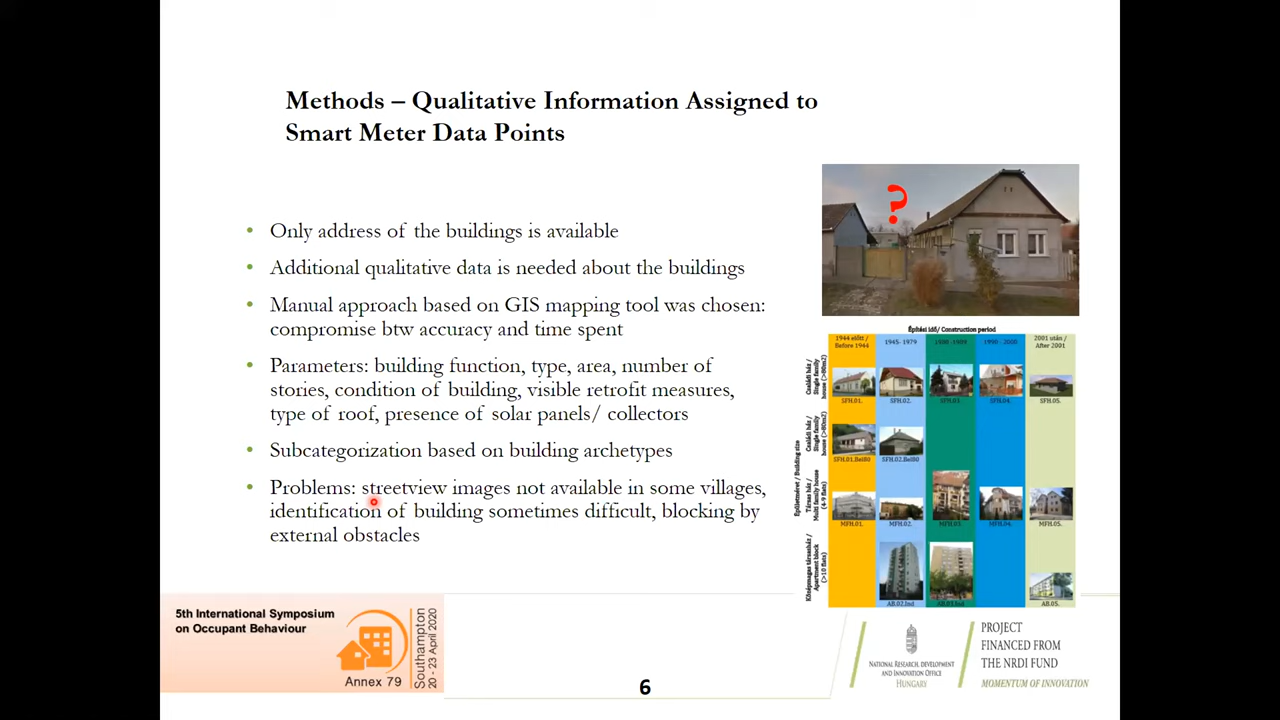 Methods – Qualitative Information Assigned to
Smart Meter Data Points
• Only address of the buildings is available
• Additional qualitative data is needed about the buildings
• Manual approach based on GIS mapping tool was chosen:
compromise btw accuracy and time spent
• Parameters: building function, type, area, number of
stories, condition of building, visible retrofit measures,
type of roof, presence of solar panels/ collectors
• Subcategorization based on building archetypes
• Problems: streetview images not available in some villages,
identification of building sometimes difficult, blocking by
external obstacles
?
Építési idő/ Construction period
1944 előtt /
Before 1944
1945- 1979
1980 -1989
1990 - 2000
2001 után /
After 2001
Épületméret / Building size
Családi ház /
Single family
house (>80m2)
SFH.01.
SFH.02.
SFH.03.
SFH.04.
SFH.05.
Családi ház /
Single family
SFH.01.Bel80
SFH.02.Bel80
Társas ház /
Multi family house
(4-9 flats)
MFH.01.
MFH.02.
MFH.03.
MFH.04.
MFH.05.
Középmagas társasház /
Apartment block
(>10 flats)
AB.02.Ind
AB.03.Ind
AB.05.
5th International Symposium
on Occupant Behaviour
Annex 79
Southampton
20 - 23 April 2020
6
NATIONAL RESEARCH, DEVELOPMENT
AND INNOVATION OFFICE
HUNGARY
PROJECT
FINANCED FROM
THE NRDI FUND
MOMENTUM OF INNOVATION